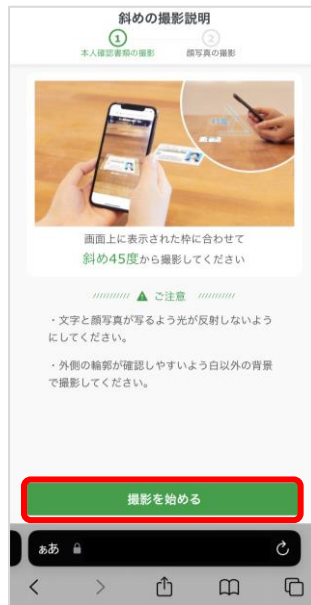 斜めの撮影説明
1
2
本人確認書類の撮影
顔写真の撮影
画面上に表示された枠に合わせて
斜め45度から撮影してください
ご注意
・文字と顔写真が写るよう光が反射しないよう
にしてください。
・外側の輪郭が確認しやすいよう白以外の背景
で撮影してください。
撮影を始める
ぁあ